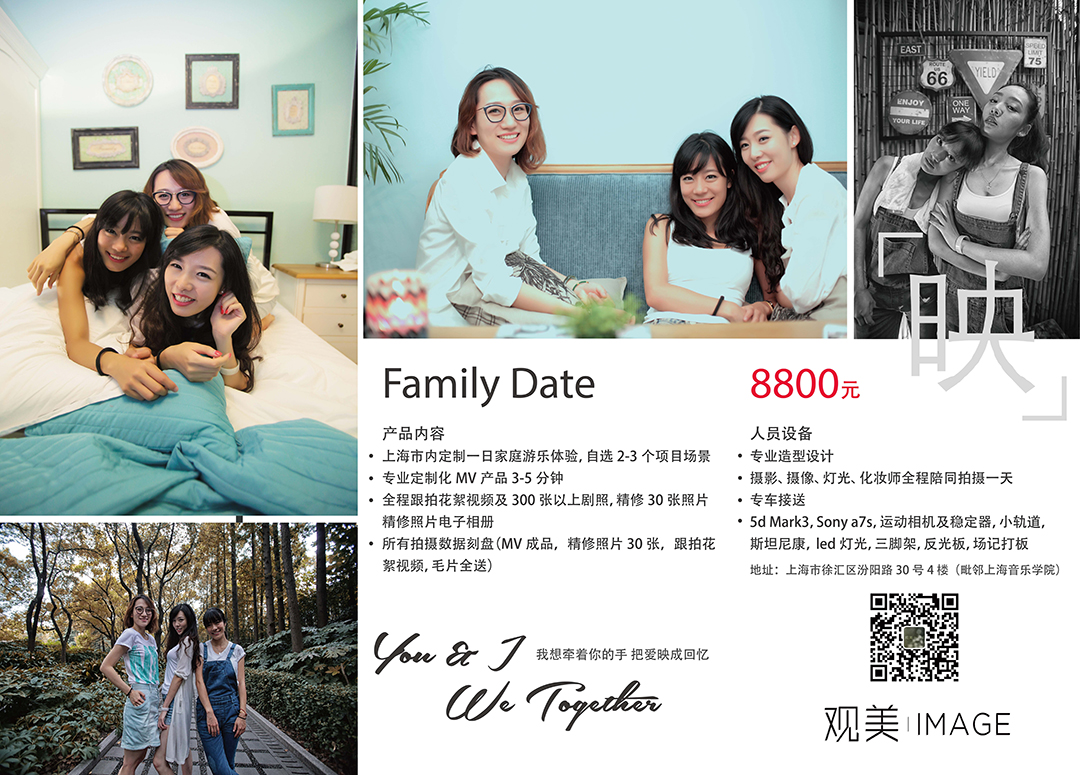 EAST
ROUTE
US
66
YIELD
SPEED
LIMIT
75
ENJOY
YOUR LIFE
ONE
WAY
「映」
Family Date
8800元
产品内容
• 上海市内定制一日家庭游乐体验, 自选 2-3 个项目场景
• 专业定制化 MV 产品 3-5 分钟
• 全程跟拍花絮视频及 300 张以上剧照, 精修 30 张照片
精修照片电子相册
• 所有拍摄数据刻盘(MV 成品，精修照片 30 张，跟拍花
絮视频, 毛片全送)
人员设备
• 专业造型设计
• 摄影、摄像、灯光、化妆师全程陪同拍摄一天
• 专车接送
• 5d Mark3, Sony a7s, 运动相机及稳定器, 小轨道,
斯坦尼康, led 灯光, 三脚架, 反光板, 场记打板
地址：上海市徐汇区汾阳路 30 号 4 楼（毗邻上海音乐学院）
You & I
我想牵着你的手 把爱映成回忆
We Together
观美 | IMAGE